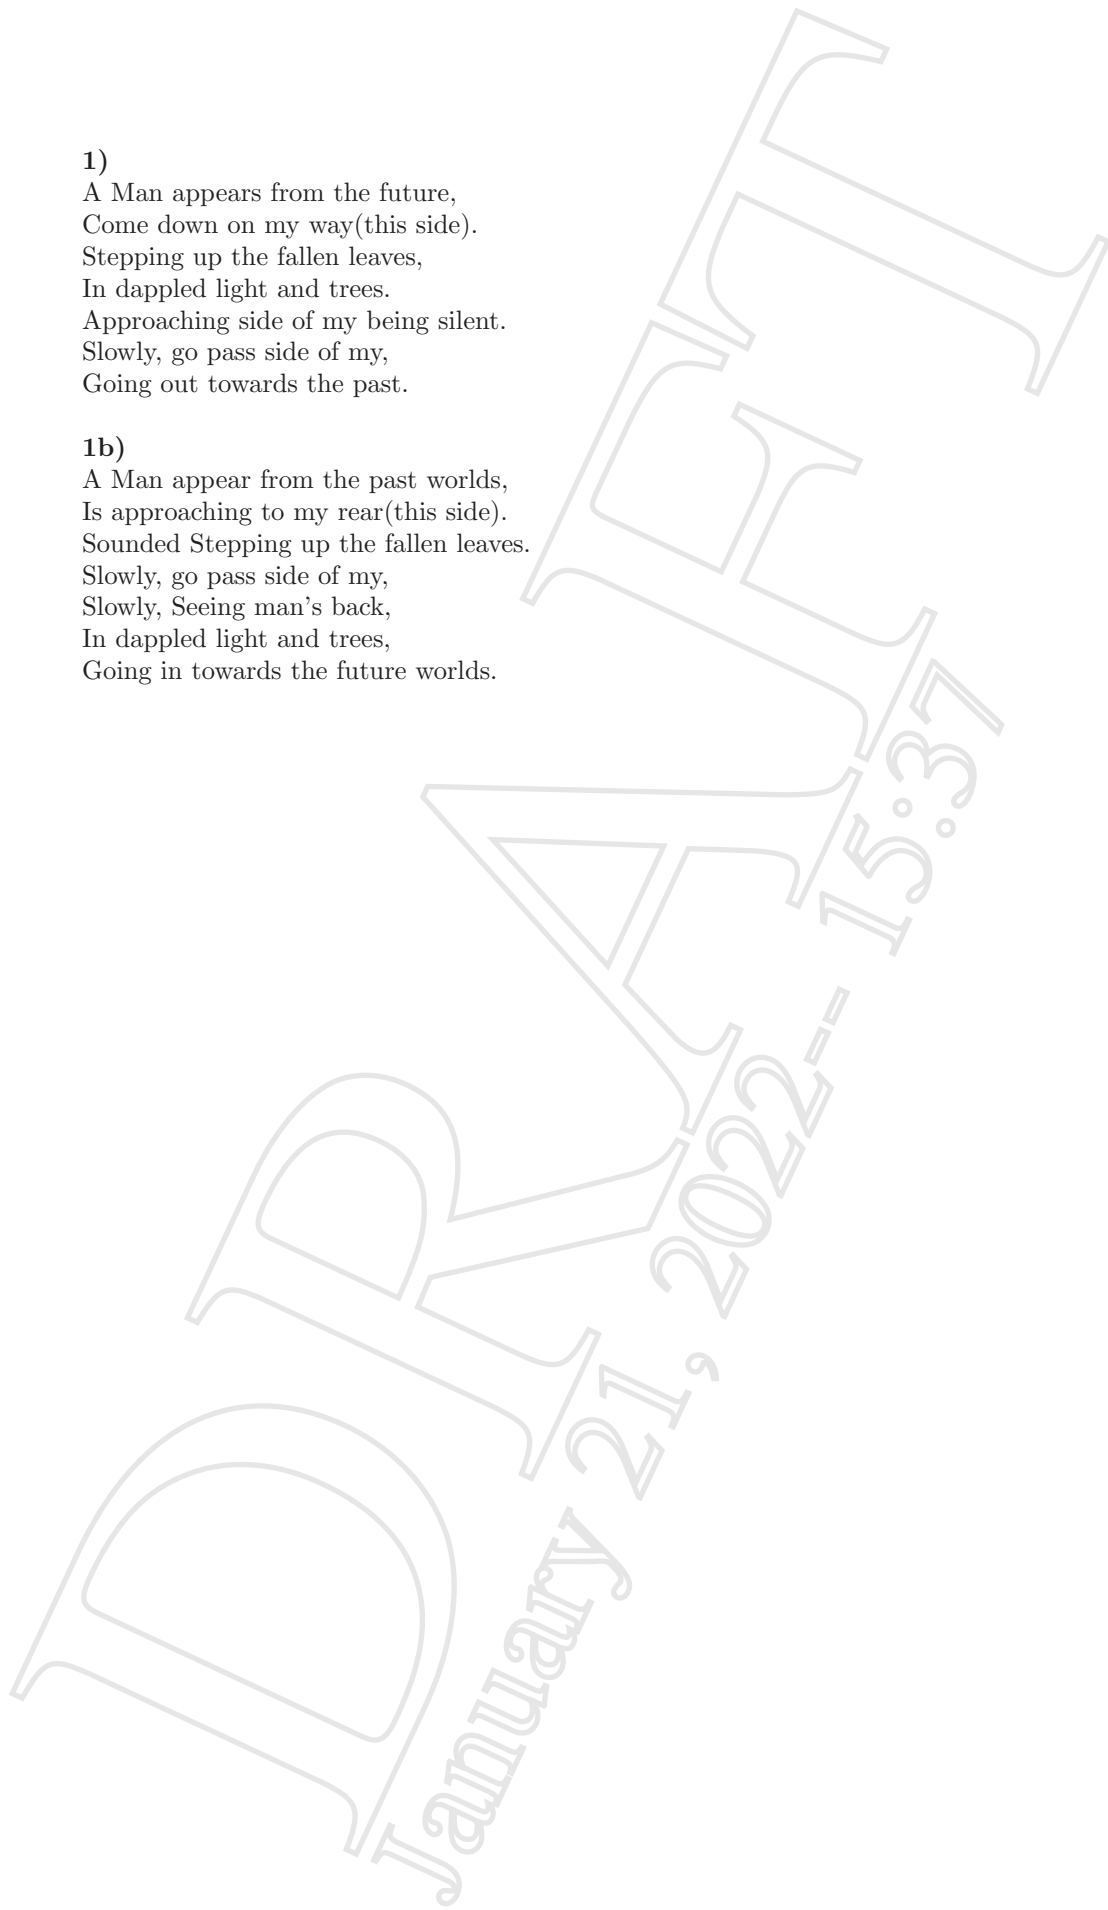 1)
A Man appears from the future,
Come down on my way(this side).
Stepping up the fallen leaves,
In dappled light and trees.
Approaching side of my being silent.
Slowly, go pass side of my,
Going out towards the past.
1b)
A Man appear from the past worlds,
Is approaching to my rear(this side).
Sounded Stepping up the fallen leaves.
Slowly, go pass side of my,
Slowly, Seeing man's back,
In dappled light and trees,
Going in towards the future worlds.
DRAFT
January 21, 2022-- 15:37